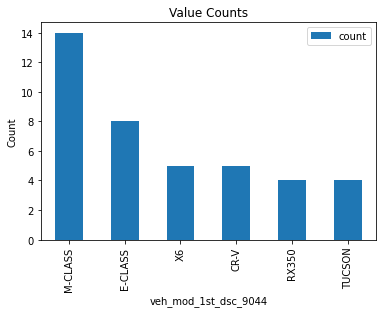 Value Counts
count
Count
14
12
10
8
6
4
2
0
M-CLASS
E-CLASS
X6
CR-V
RX350
TUCSON
veh_mod_1st_dsc_9044